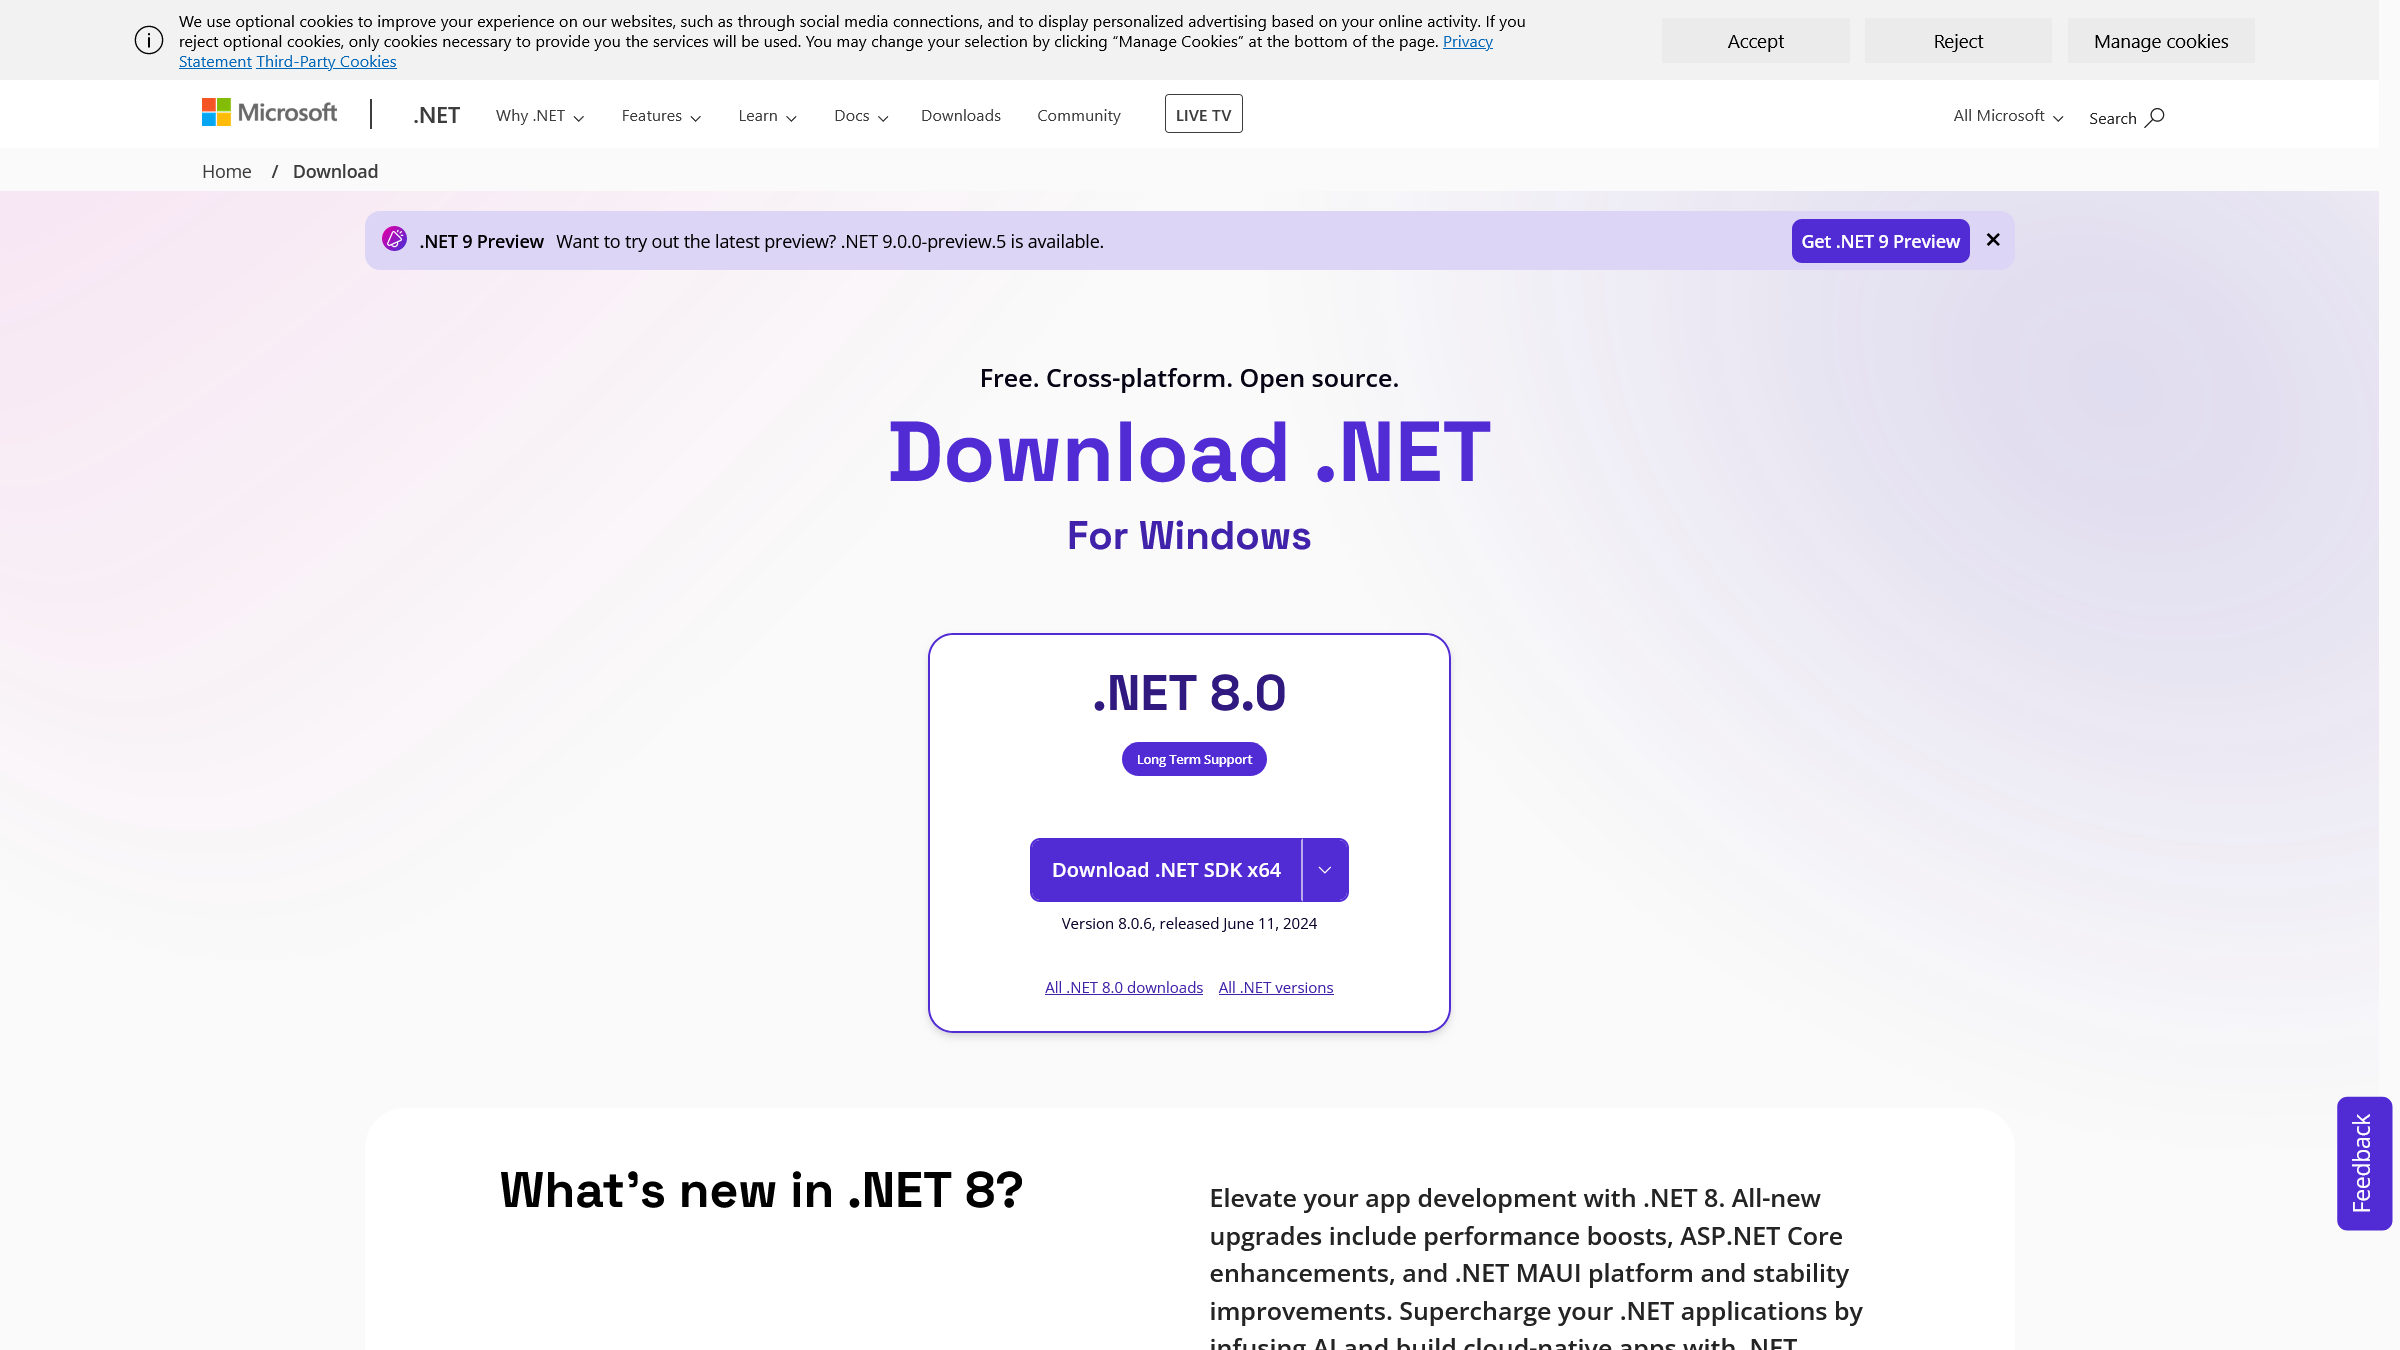 We use optional cookies to improve your experience on our websites, such as through social media connections, and to display personalized advertising based on your online activity. If you
reject optional cookies, only cookies necessary to provide you the services will be used. You may change your selection by clicking “Manage Cookies” at the bottom of the page. Privacy
Statement Third-Party Cookies
Accept
Reject
Manage cookies
Microsoft
.NET
Why .NET
Features
Learn
Docs
Downloads
Community
LIVE TV
All Microsoft
Search
Home / Download
.NET 9 Preview Want to try out the latest preview? .NET 9.0.0-preview.5 is available.
Get .NET 9 Preview
Free. Cross-platform. Open source.
Download .NET
For Windows
.NET 8.0
Long Term Support
Download .NET SDK x64
Version 8.0.6, released June 11, 2024
All .NET 8.0 downloads All .NET versions
Feedback
What's new in .NET 8?
Elevate your app development with .NET 8. All-new
upgrades include performance boosts, ASP.NET Core
enhancements, and .NET MAUI platform and stability
improvements. Supercharge your .NET applications by
infusing AI and build cloud-native apps with .NET